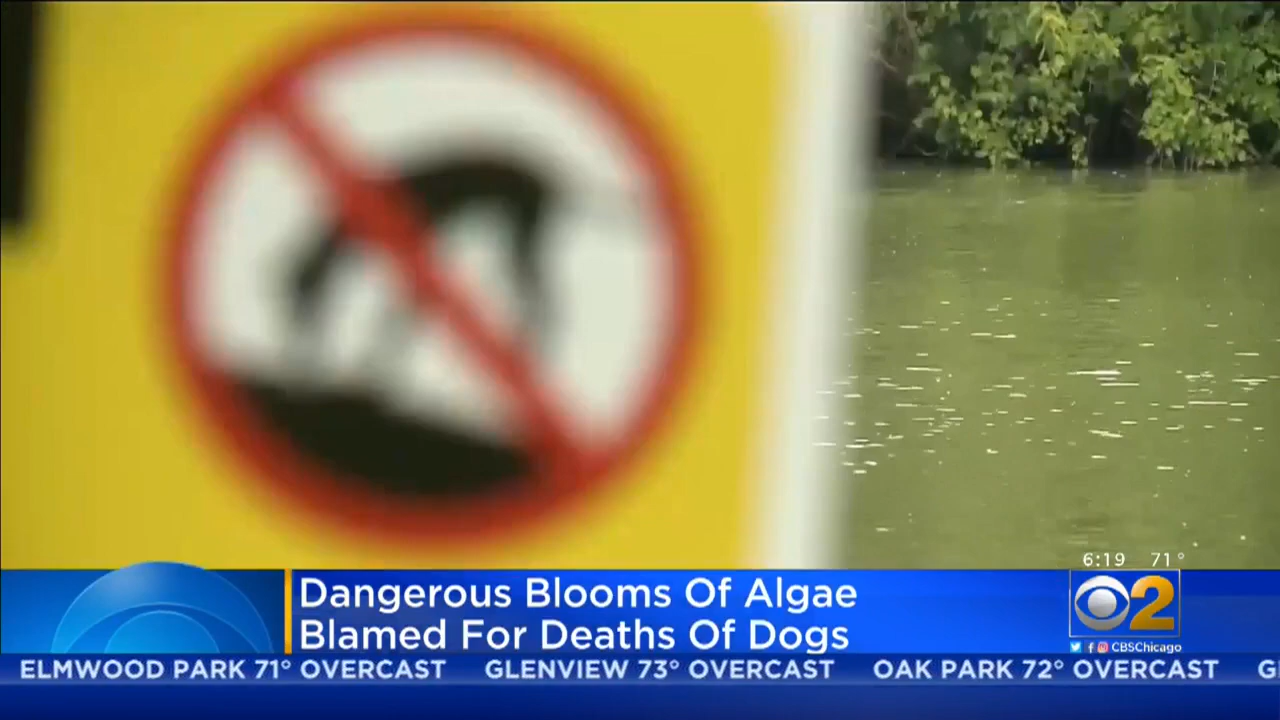 6:19 71°
Dangerous Blooms Of Algae
Blamed For Deaths Of Dogs
2
CBSChicago
ELMWOOD PARK 71° OVERCAST GLENVIEW 73° OVERCAST OAK PARK 72° OVERCAST